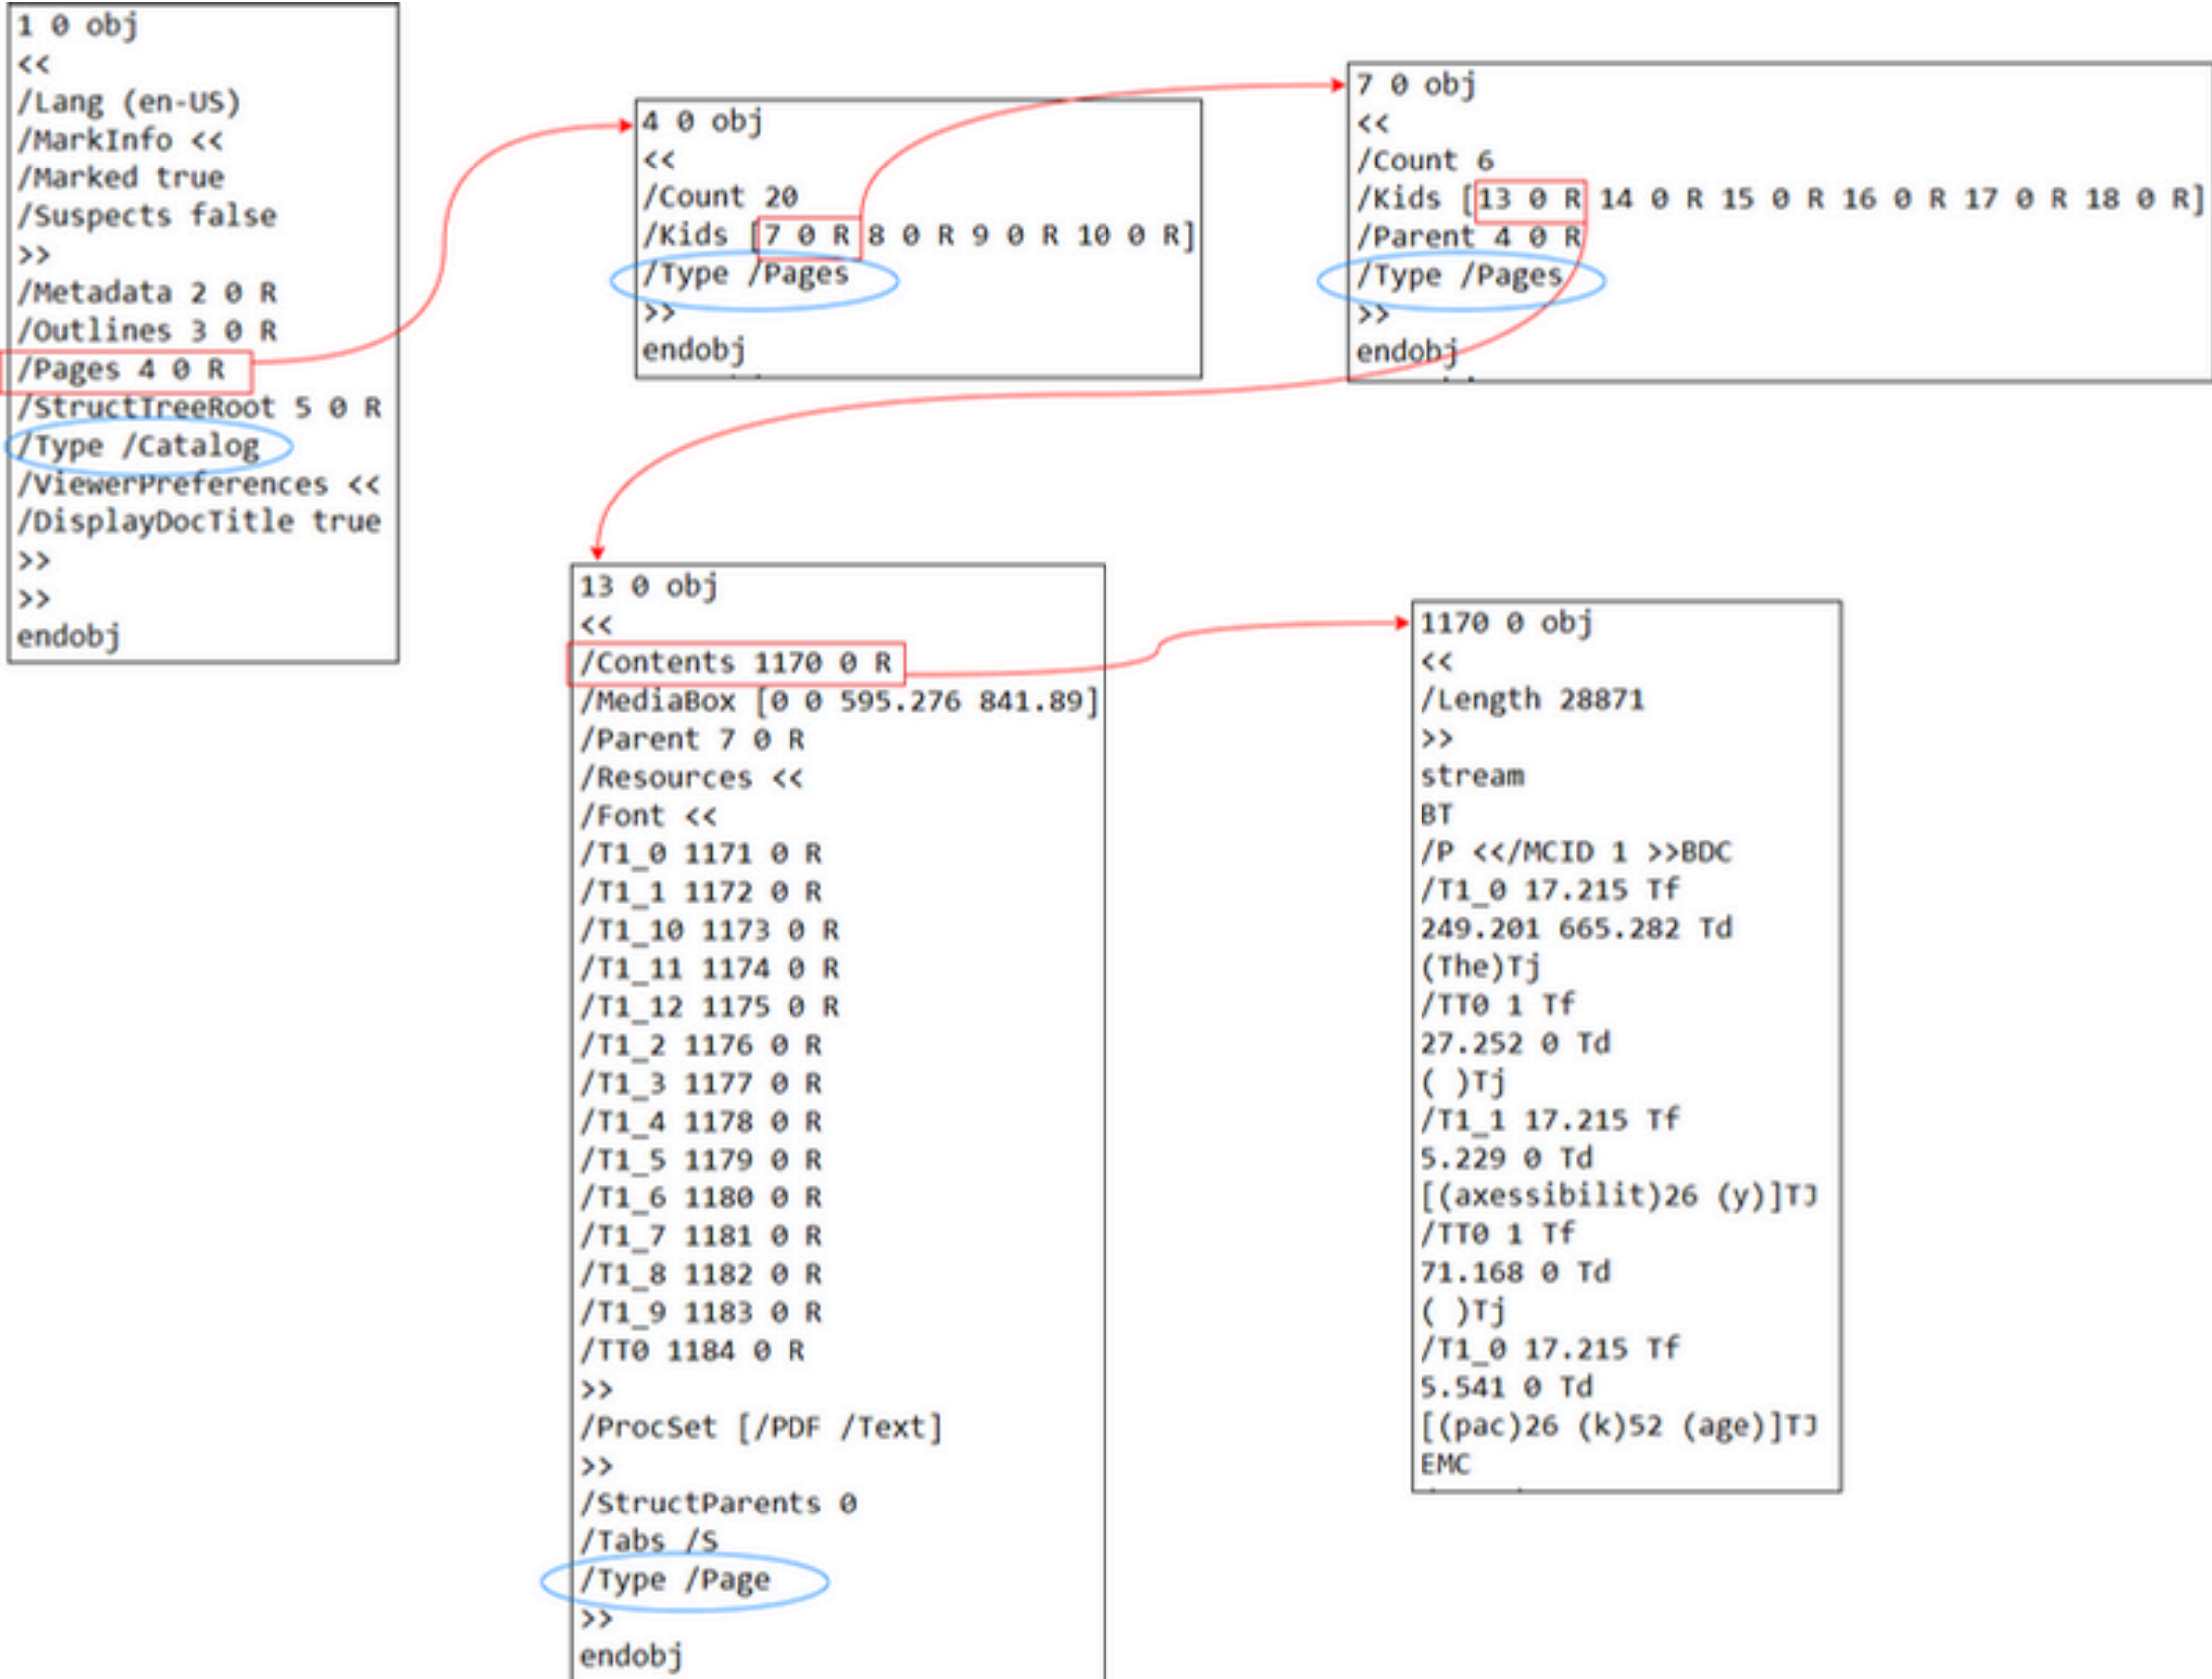 1 0 obj
<<
/Lang (en-US)
/MarkInfo <<
/Marked true
/Suspects false
>>
/Metadata 2 0 R
/Outlines 3 0 R
/Pages 4 0 R
/StructTreeRoot 5 0 R
/Type /Catalog
/ViewerPreferences <<
/DisplayDocTitle true
>>
>>
endobj
4 0 obj
<<
/Count 20
/Kids [7 0 R 8 0 R 9 0 R 10 0 R]
/Type /Pages
>>
endobj
7 0 obj
<<
/Count 6
/Kids [13 0 R 14 0 R 15 0 R 16 0 R 17 0 R 18 0 R]
/Parent 4 0 R
/Type /Pages
>>
endobj
13 0 obj
<<
/Contents 1170 0 R
/MediaBox [0 0 595.276 841.89]
/Parent 7 0 R
/Resources <<
/Font <<
/T1_0 1171 0 R
/T1_1 1172 0 R
/T1_10 1173 0 R
/T1_11 1174 0 R
/T1_12 1175 0 R
/T1_2 1176 0 R
/T1_3 1177 0 R
/T1_4 1178 0 R
/T1_5 1179 0 R
/T1_6 1180 0 R
/T1_7 1181 0 R
/T1_8 1182 0 R
/T1_9 1183 0 R
/TT0 1184 0 R
>>
/ProcSet [/PDF /Text]
>>
/StructParents 0
/Tabs /S
/Type /Page
>>
endobj
1170 0 obj
<<
/Length 28871
>>
stream
BT
/P <</MCID 1 >>BDC
/T1_0 17.215 Tf
249.201 665.282 Td
(The)Tj
/TT0 1 Tf
27.252 0 Td
( )Tj
/T1_1 17.215 Tf
5.229 0 Td
[(axessibilit)26 (y)]TJ
/TT0 1 Tf
71.168 0 Td
( )Tj
/T1_0 17.215 Tf
5.541 0 Td
[(pac)26 (k)52 (age)]TJ
EMC